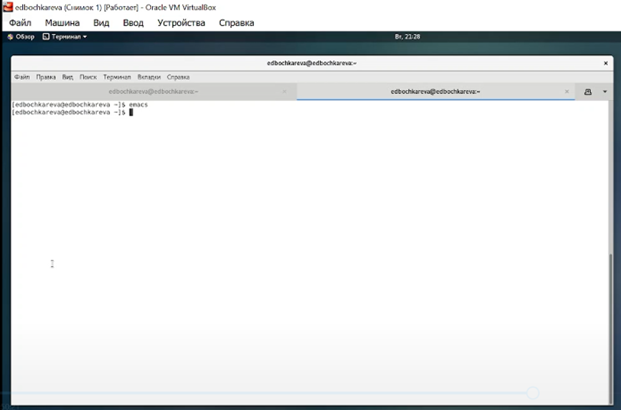 edbochkareva (Снимок 1) [Работает] - Oracle VM VirtualBox
Файл Машина Вид Ввод Устройства Справка
Обзор Терминал Вт, 21:28
edbochkareva@edbochkareva:~
Файл Правка Вид Поиск Терминал Вкладки Справка
edbochkareva@edbochkareva:~ × edbochkareva@edbochkareva:~ ×
[edbochkareva@edbochkareva ~]$ emacs
[edbochkareva@edbochkareva ~]$